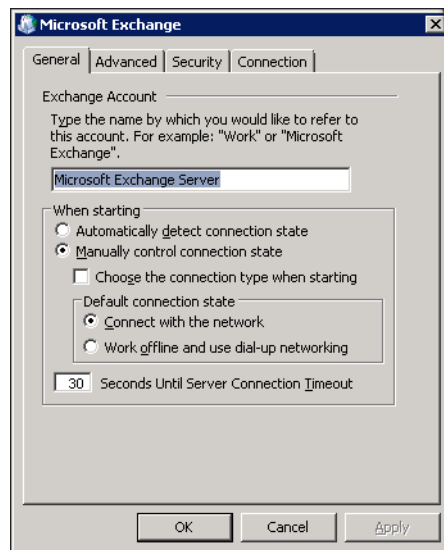 Microsoft Exchange
General Advanced Security Connection
Exchange Account
Type the name by which you would like to refer to
this account. For example: "Work" or "Microsoft
Exchange".
Microsoft Exchange Server
When starting
Automatically detect connection state
Manually control connection state
Choose the connection type when starting
Default connection state
Connect with the network
Work offline and use dial-up networking
30 Seconds Until Server Connection Timeout
OK Cancel Apply